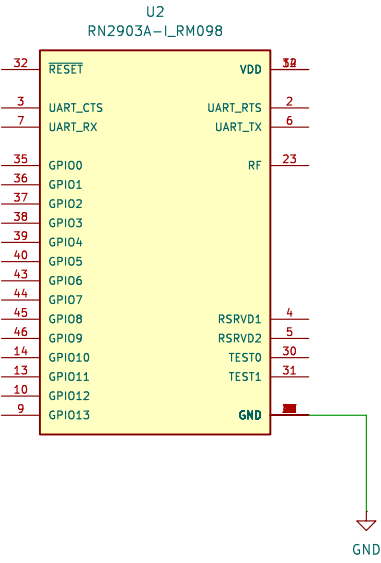 U2
RN2903A-I_RM098
32 RESET VDD
3 UART_CTS UART_RTS 2
7 UART_RX UART_TX 6
35 GPIO0 RF 23
36 GPIO1
37 GPIO2
38 GPIO3
39 GPIO4
40 GPIO5
43 GPIO6
44 GPIO7
45 GPIO8 RSRVD1 4
46 GPIO9 RSRVD2 5
14 GPIO10 TEST0 30
13 GPIO11 TEST1 31
10 GPIO12
9 GPIO13 GND
GND